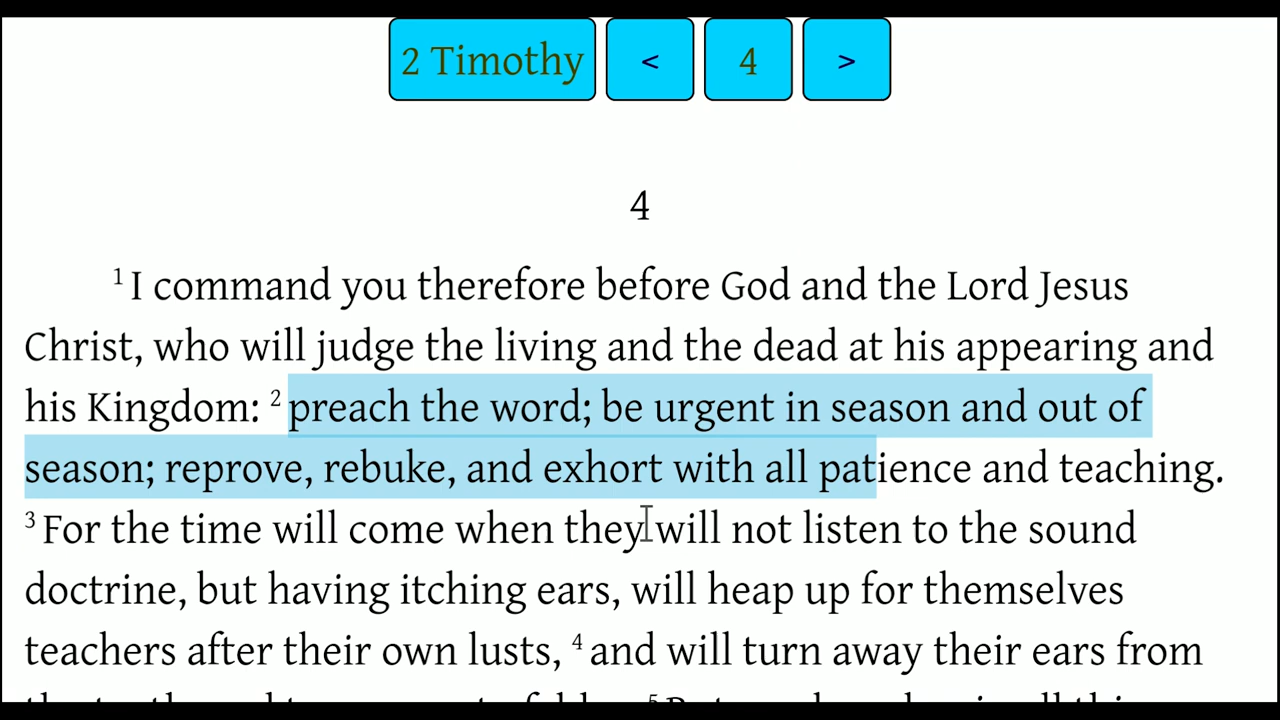 2 Timothy < 4 >
4
1 I command you therefore before God and the Lord Jesus
Christ, who will judge the living and the dead at his appearing and
his Kingdom: 2 preach the word; be urgent in season and out of
season; reprove, rebuke, and exhort with all patience and teaching.
3 For the time will come when they will not listen to the sound
doctrine, but having itching ears, will heap up for themselves
teachers after their own lusts, 4 and will turn away their ears from